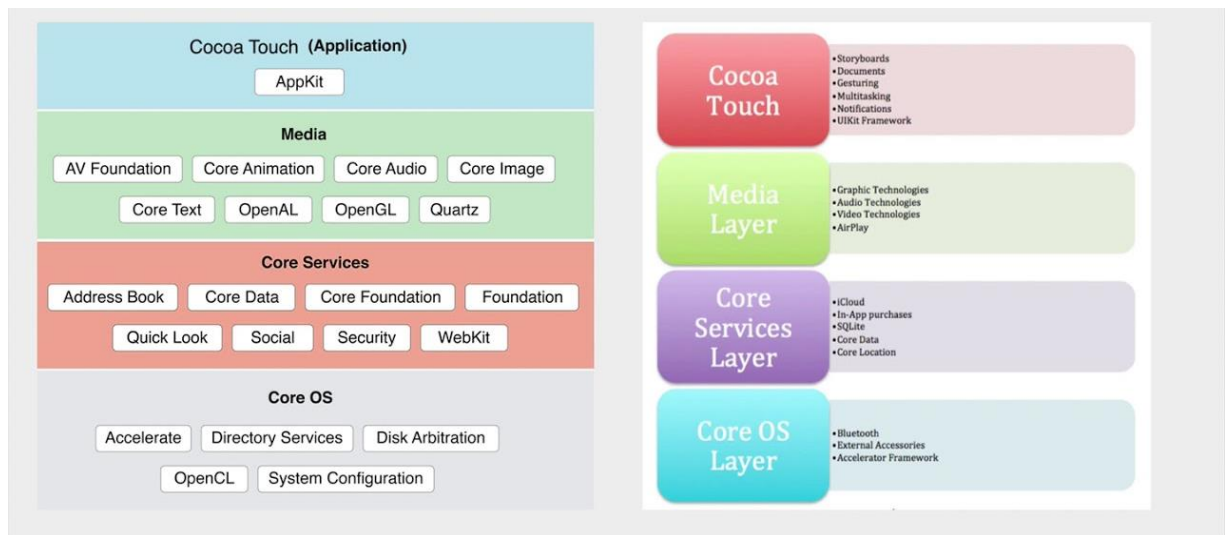 Cocoa Touch (Application)
AppKit
Media
AV Foundation
Core Animation
Core Audio
Core Image
Core Text
OpenAL
OpenGL
Quartz
Core Services
Address Book
Core Data
Core Foundation
Foundation
Quick Look
Social
Security
WebKit
Core OS
Accelerate
Directory Services
Disk Arbitration
OpenCL
System Configuration
Cocoa
Touch
•Storyboards
•Documents
•Gesturing
•Multitasking
•Notifications
•UIKit Framework
Media
Layer
•Graphic Technologies
•Audio Technologies
•Video Technologies
•AirPlay
Core
Services
Layer
•iCloud
•In-App purchases
•SQLite
•Core Data
•Core Location
Core OS
Layer
•Bluetooth
•External Accessories
•Accelerator Framework